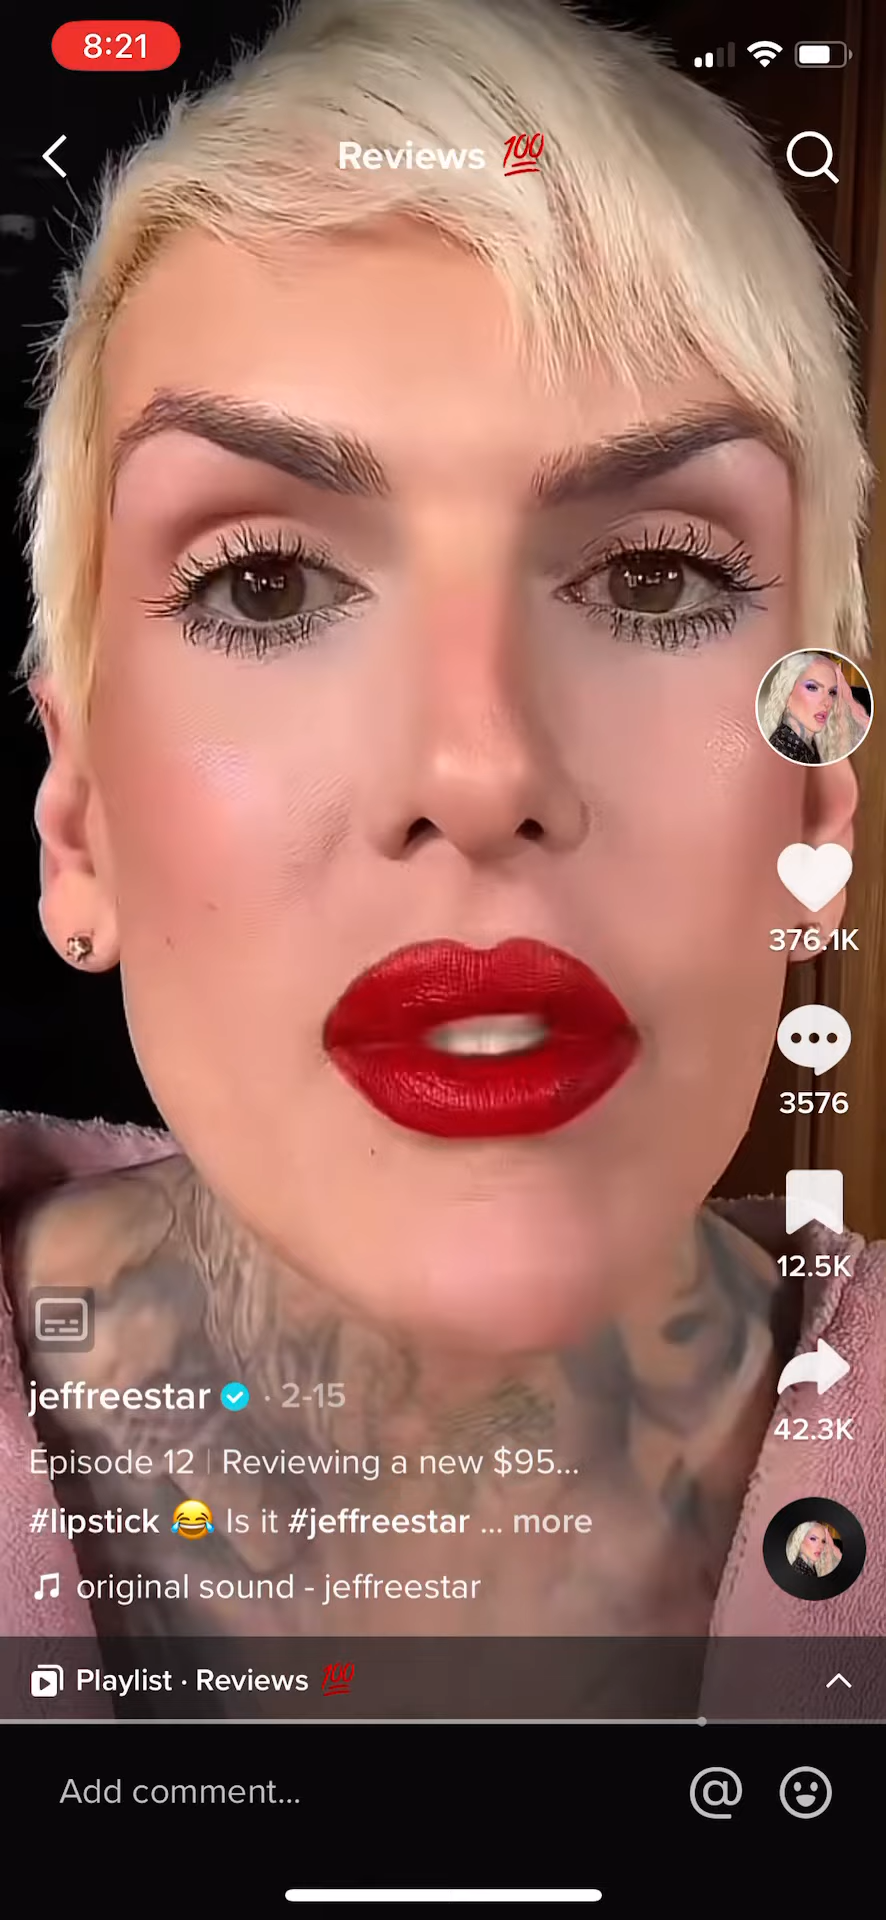 8:21
Reviews 💯
376.1K
3576
12.5K
42.3K
jeffreestar · 2-15
Episode 12 | Reviewing a new $95...
#lipstick 😂 Is it #jeffreestar ... more
original sound - jeffreestar
Playlist · Reviews 💯
Add comment...
@